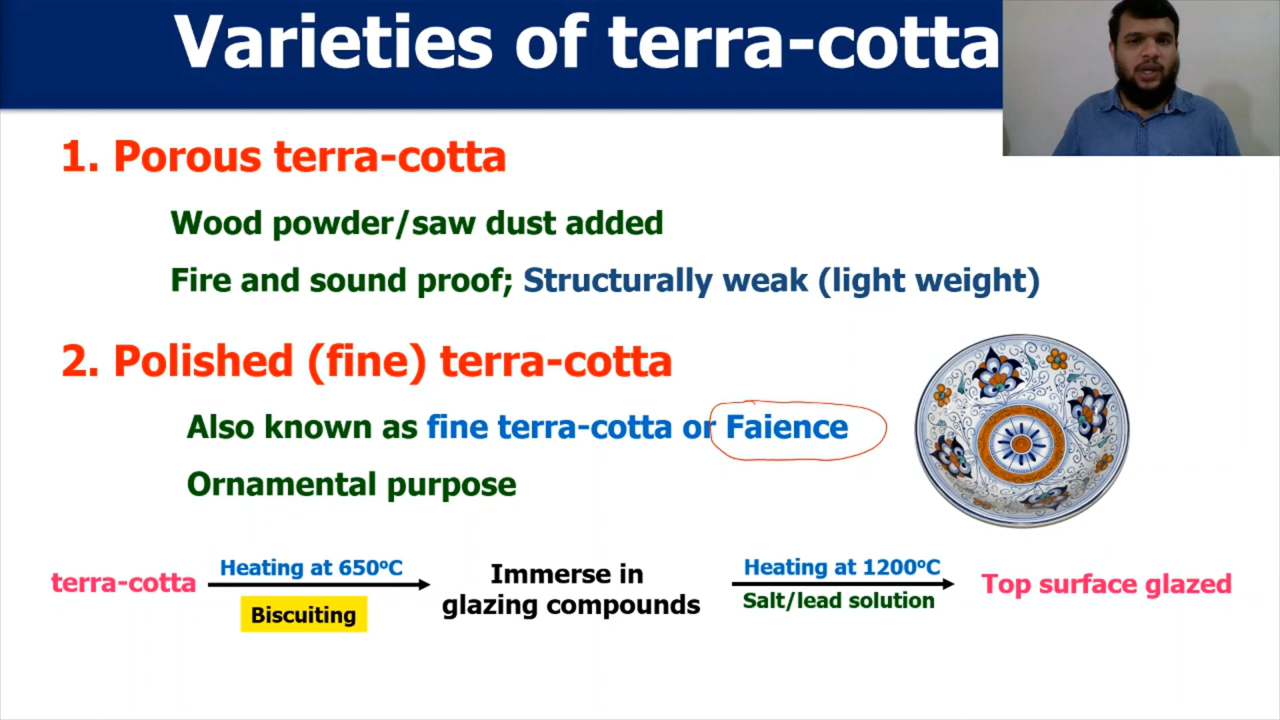 Varieties of terra-cotta
1. Porous terra-cotta
Wood powder/saw dust added
Fire and sound proof; Structurally weak (light weight)
2. Polished (fine) terra-cotta
Also known as fine terra-cotta or Faience
Ornamental purpose
terra-cotta
Heating at 650ºC
Biscuiting
Immerse in
glazing compounds
Heating at 1200ºC
Salt/lead solution
Top surface glazed